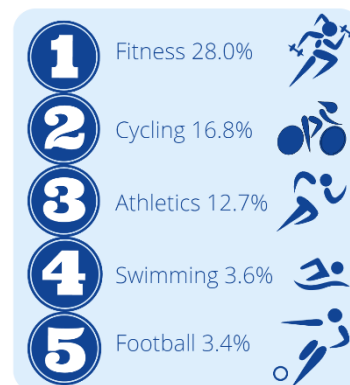 1 Fitness 28.0%
2 Cycling 16.8%
3 Athletics 12.7%
4 Swimming 3.6%
5 Football 3.4%